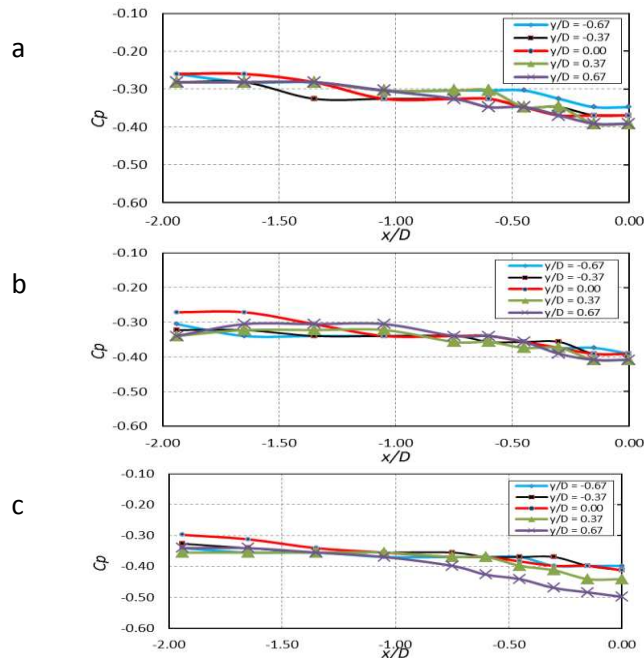 a
-0.10
-0.20
-0.30
-0.40
-0.50
-0.60
Cp
-2.00 -1.50 -1.00 -0.50 0.00
x/D
y/D = -0.67
y/D = -0.37
y/D = 0.00
y/D = 0.37
y/D = 0.67
b
-0.10
-0.20
-0.30
-0.40
-0.50
-0.60
Cp
-2.00 -1.50 -1.00 -0.50 0.00
x/D
y/D = -0.67
y/D = -0.37
y/D = 0.00
y/D = 0.37
y/D = 0.67
c
-0.10
-0.20
-0.30
-0.40
-0.50
-0.60
Cp
-2.00 -1.50 -1.00 -0.50 0.00
x/D
y/D = -0.67
y/D = -0.37
y/D = 0.00
y/D = 0.37
y/D = 0.67